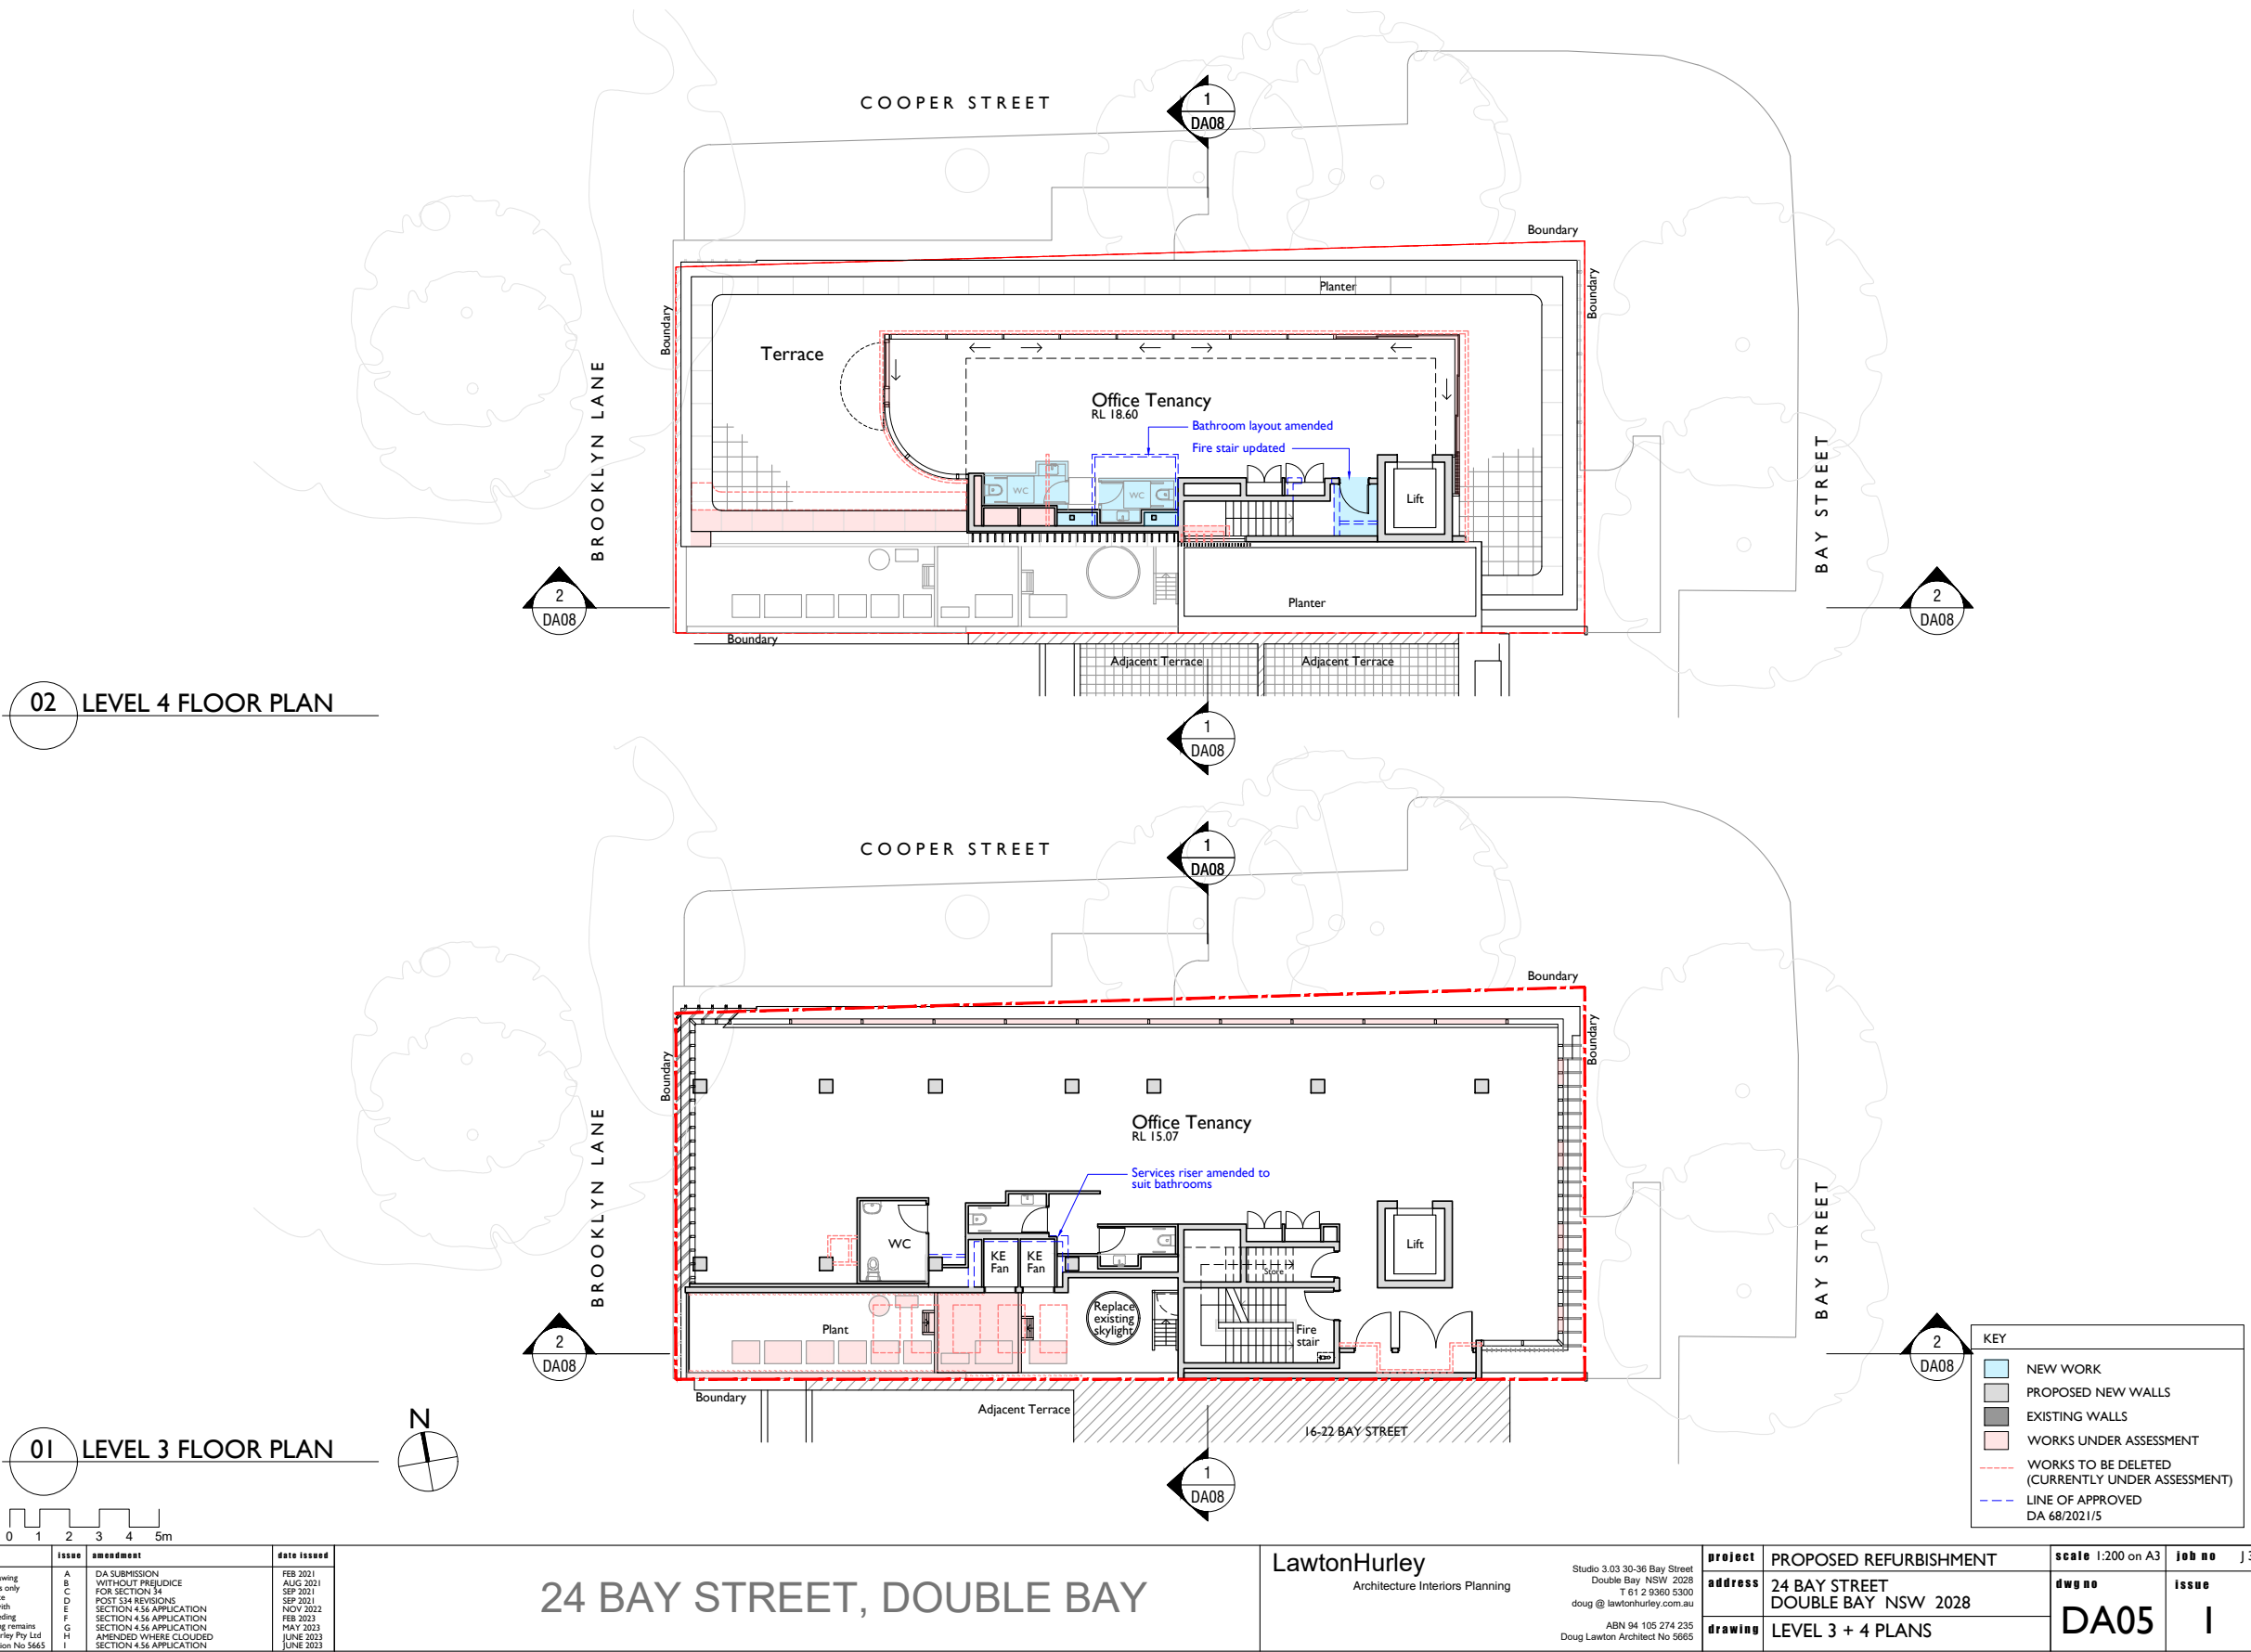 COOPER STREET
1
DA08
Boundary
Planter
Boundary
Boundary
Terrace
BROOKLYN LANE
Office Tenancy
RL 18.60
Bathroom layout amended
Fire stair updated
WC
WC
Lift
BAY STREET
2
DA08
Planter
2
DA08
Boundary
Adjacent Terrace
Adjacent Terrace
02 LEVEL 4 FLOOR PLAN
1
DA08
COOPER STREET
1
DA08
Boundary
Boundary
Boundary
BROOKLYN LANE
Office Tenancy
RL 15.07
Services riser amended to
suit bathrooms
WC
KE
Fan
KE
Fan
Store
Lift
BAY STREET
Plant
Replace
existing
skylight
Fire
stair
2
DA08
2
DA08
Boundary
Adjacent Terrace
16-22 BAY STREET
01 LEVEL 3 FLOOR PLAN
N
1
DA08
KEY
NEW WORK
PROPOSED NEW WALLS
EXISTING WALLS
WORKS UNDER ASSESSMENT
WORKS TO BE DELETED
(CURRENTLY UNDER ASSESSMENT)
LINE OF APPROVED
DA 68/2021/5
0 1 2 3 4 5m
issue amendment date issued
A DA SUBMISSION FEB 2021
B WITHOUT PREJUDICE AUG 2021
C FOR SECTION 34 SEP 2021
D POST S34 REVISIONS SEP 2021
E SECTION 4.56 APPLICATION NOV 2022
F SECTION 4.56 APPLICATION FEB 2023
G SECTION 4.56 APPLICATION MAY 2023
H AMENDED WHERE CLOUDED JUNE 2023
I SECTION 4.56 APPLICATION JUNE 2023
24 BAY STREET, DOUBLE BAY
LawtonHurley
Architecture Interiors Planning
Studio 3.03 30-36 Bay Street
Double Bay NSW 2028
T 61 2 9360 5300
doug @ lawtonhurley.com.au
ABN 94 105 274 235
Doug Lawton Architect No 5665
project PROPOSED REFURBISHMENT
address 24 BAY STREET
DOUBLE BAY NSW 2028
drawing LEVEL 3 + 4 PLANS
scale 1:200 on A3
job no
dwg no
DA05
issue
I